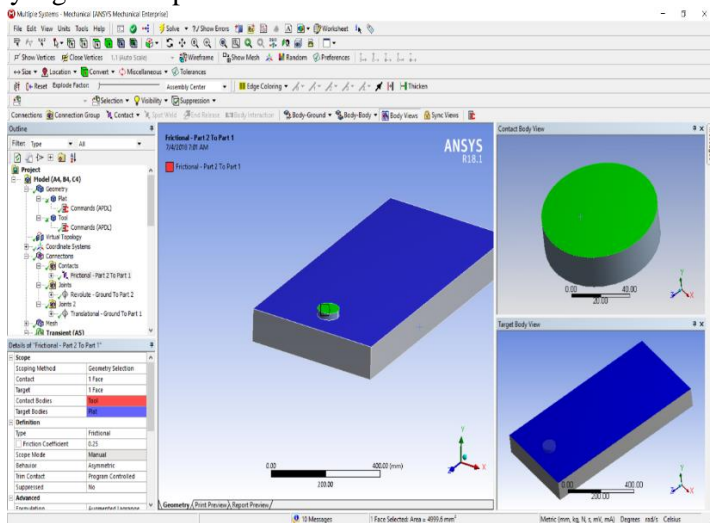 Multiple Systems - Mechanical [ANSYS Mechanical Enterprise]
File Edit View Units Tools Help
Solve
?/ Show Errors
Worksheet
Show Vertices
Close Vertices
1.1 (Auto Scale)
Wireframe
Show Mesh
Random
Preferences
Size
Location
Convert
Miscellaneous
Tolerances
Reset
Explode Factor
Assembly Center
Edge Coloring
Thicken
Selection
Visibility
Suppression
Connections
Connection Group
Contact
Spot Weld
End Release
Body Interaction
Body-Ground
Body-Body
Body Views
Sync Views
Outline
Filter: Type
All
Project
Model (A4, B4, C4)
Geometry
Plat
Commands (APDL)
Tool
Commands (APDL)
Virtual Topology
Coordinate Systems
Connections
Contacts
Frictional - Part 2 To Part 1
Joints
Revolute - Ground To Part 2
Joints 2
Translational - Ground To Part 1
Mesh
Transient (A5)
Details of "Frictional - Part 2 To Part 1"
Scope
Scoping Method Geometry Selection
Contact 1 Face
Target 1 Face
Contact Bodies Tool
Target Bodies Plat
Definition
Type Frictional
Friction Coefficient 0.25
Scope Mode Manual
Behavior Asymmetric
Trim Contact Program Controlled
Suppressed No
Advanced
Formulation Augmented Lagrange
Frictional - Part 2 To Part 1
Frictional - Part 2 To Part 1
ANSYS
R18.1
0.00
400.00 (mm)
200.00
Y
X
Geometry / Print Preview / Report Preview /
Contact Body View
0.00
40.00
20.00
Y
X
Target Body View
0.00
400.00
200.00
Y
X
10 Messages
1 Face Selected: Area = 4999.6 mm²
Metric (mm, kg, N, s, mV, mA) Degrees rad/s Celsius